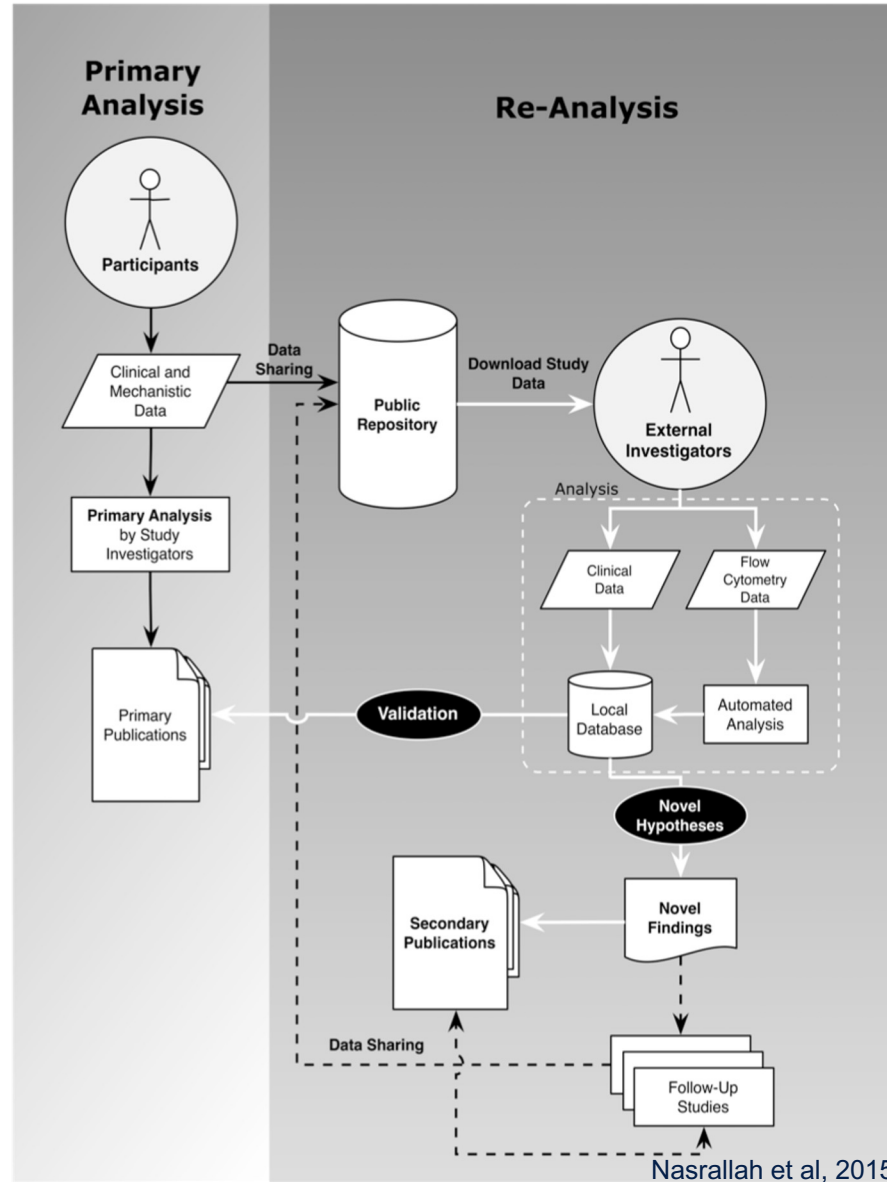 Primary
Analysis
Re-Analysis
Participants
Clinical and
Mechanistic
Data
Data
Sharing
Public
Repository
Download Study
Data
External
Investigators
Primary Analysis
by Study
Investigators
Analysis
Clinical
Data
Flow
Cytometry
Data
Primary
Publications
Validation
Local
Database
Automated
Analysis
Novel
Hypotheses
Secondary
Publications
Novel
Findings
Data Sharing
Follow-Up
Studies
Nasrallah et al, 2015